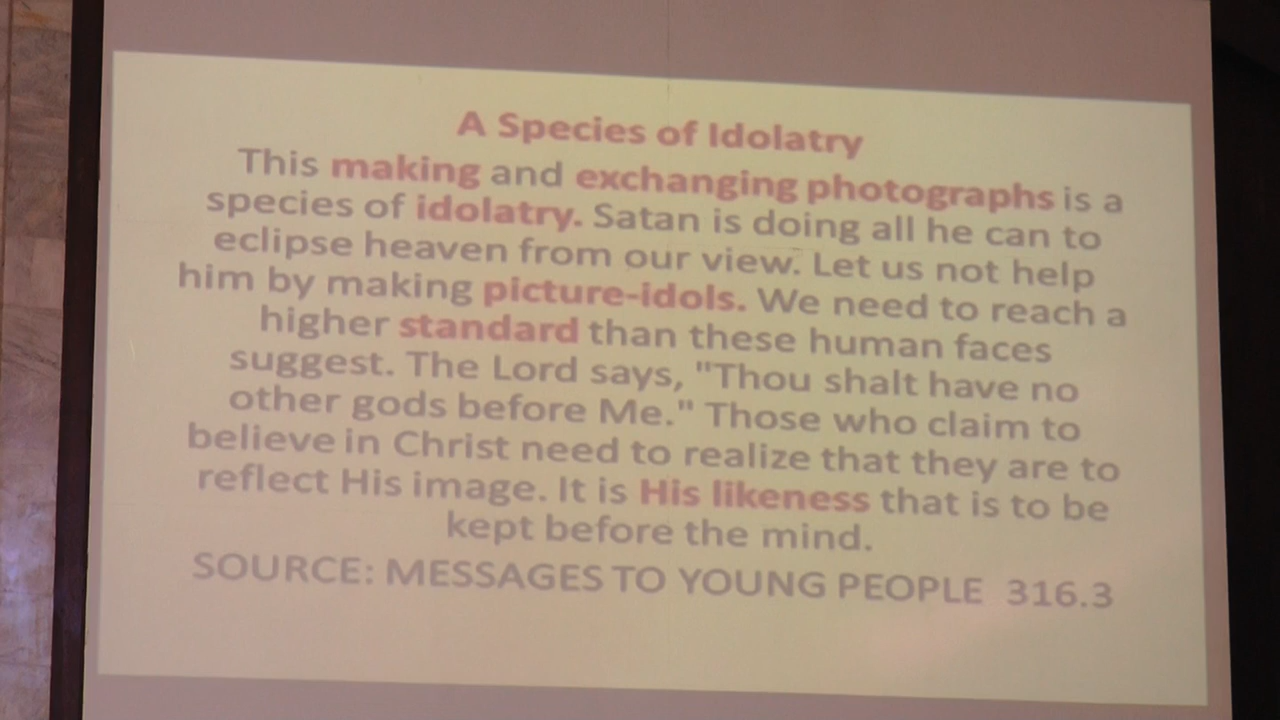 A Species of Idolatry
This making and exchanging photographs is a
species of idolatry. Satan is doing all he can to
eclipse heaven from our view. Let us not help
him by making picture-idols. We need to reach a
higher standard than these human faces
suggest. The Lord says, "Thou shalt have no
other gods before Me." Those who claim to
believe in Christ need to realize that they are to
reflect His image. It is His likeness that is to be
kept before the mind.
SOURCE: MESSAGES TO YOUNG PEOPLE 316.3